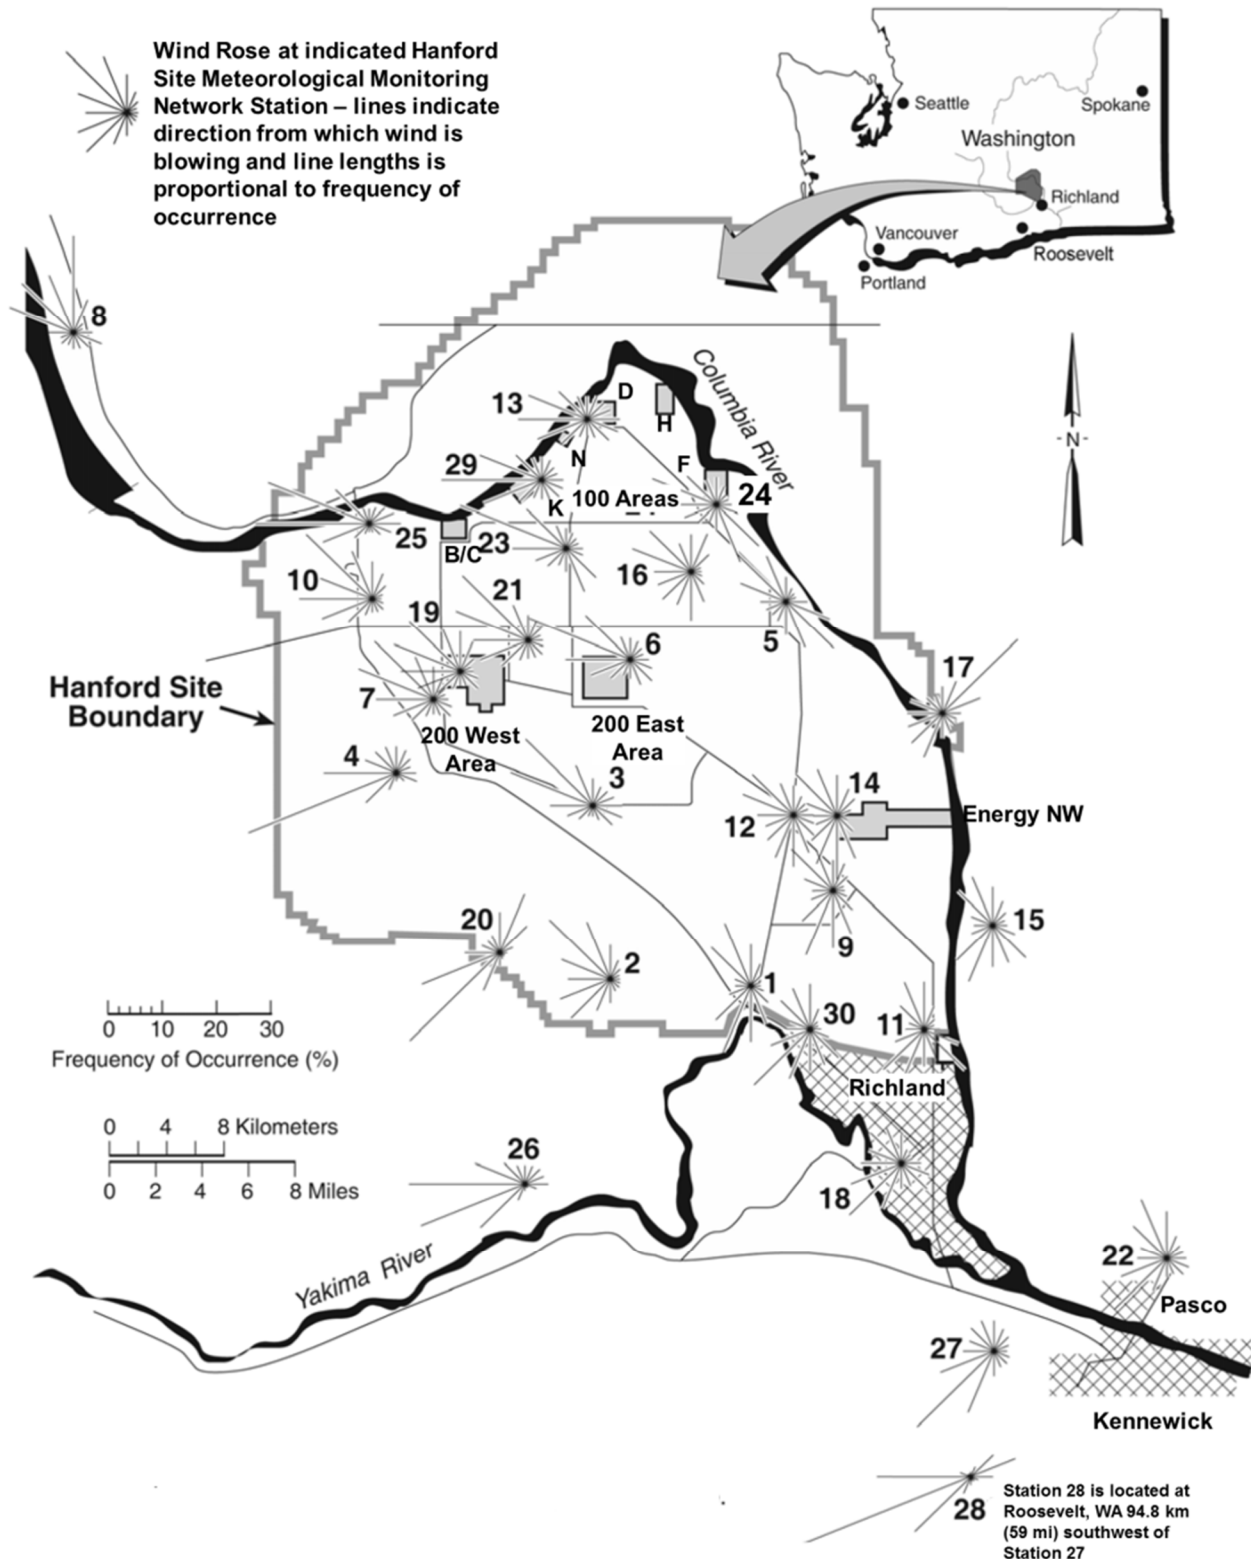 Wind Rose at indicated Hanford
Site Meteorological Monitoring
Network Station – lines indicate
direction from which wind is
blowing and line lengths is
proportional to frequency of
occurrence
Seattle
Spokane
Washington
Richland
Vancouver
Roosevelt
Portland
8
-N-
Columbia River
13
D
H
N
29
F
K
100 Areas
24
25
B/C
23
10
21
16
19
6
5
17
Hanford Site
Boundary
7
200 West
Area
200 East
Area
4
3
14
12
Energy NW
20
2
9
15
1
30
11
0 10 20 30
Frequency of Occurrence (%)
Richland
0 4 8 Kilometers
0 2 4 6 8 Miles
26
18
Yakima River
22
Pasco
27
Kennewick
28
Station 28 is located at
Roosevelt, WA 94.8 km
(59 mi) southwest of
Station 27